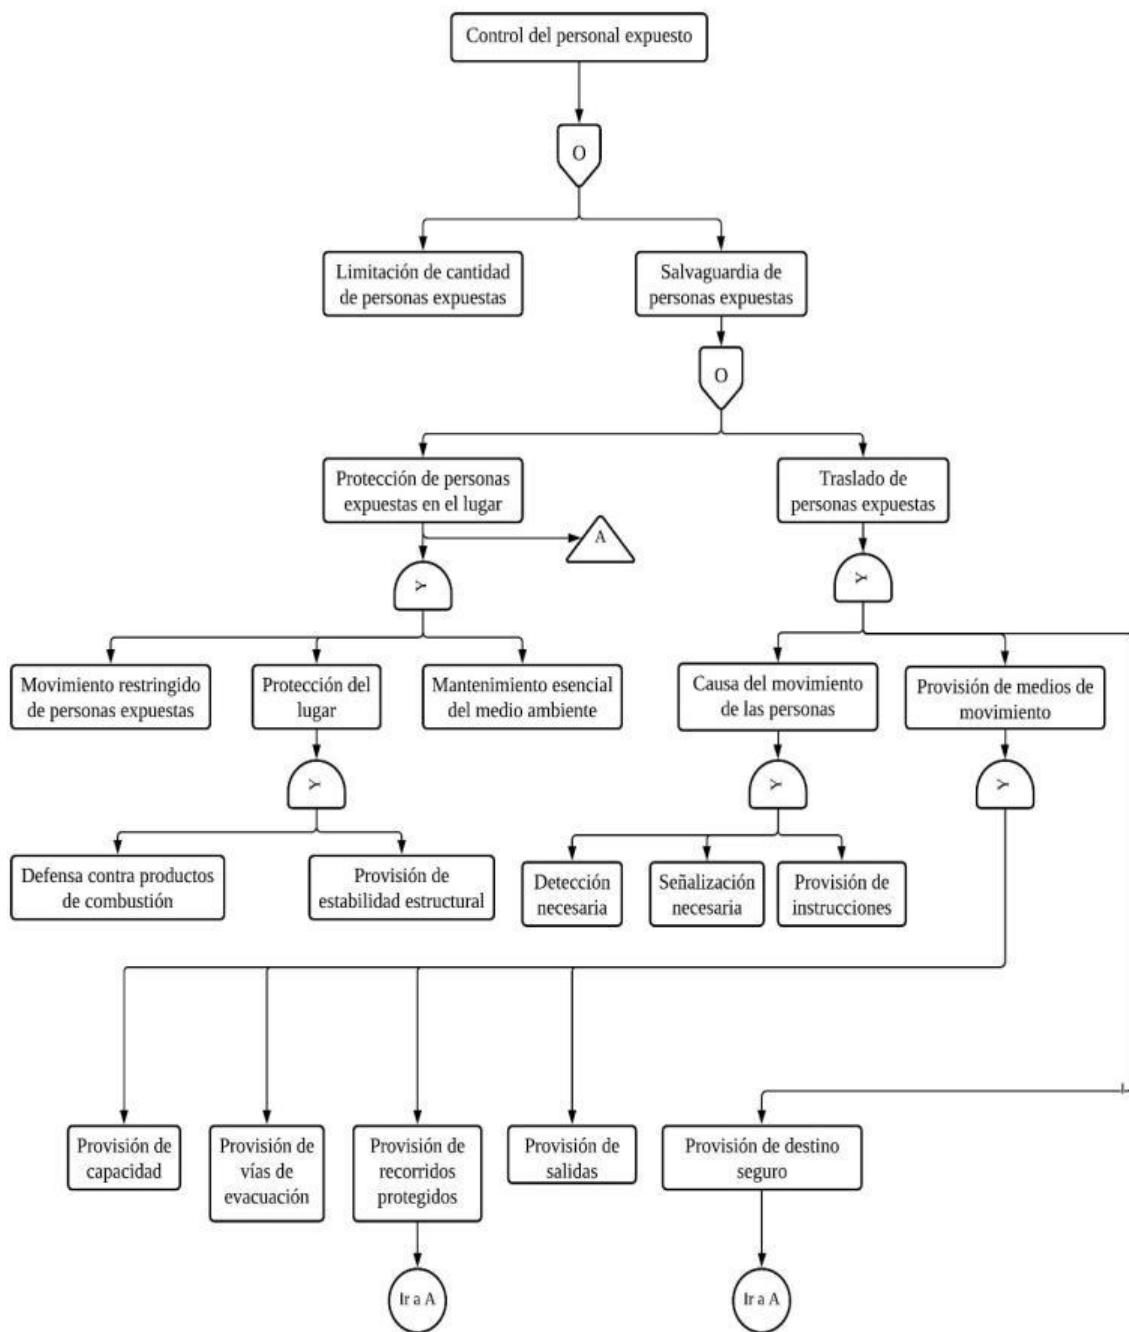 Control del personal expuesto
O
Limitación de cantidad
de personas expuestas
Salvaguardia de
personas expuestas
O
Protección de personas
expuestas en el lugar
Traslado de
personas expuestas
A
Y
Y
Movimiento restringido
de personas expuestas
Protección del
lugar
Mantenimiento esencial
del medio ambiente
Causa del movimiento
de las personas
Provisión de medios de
movimiento
Y
Y
Y
Defensa contra productos
de combustión
Provisión de
estabilidad estructural
Detección
necesaria
Señalización
necesaria
Provisión de
instrucciones
Provisión de
capacidad
Provisión de
vías de
evacuación
Provisión de
recorridos
protegidos
Provisión de
salidas
Provisión de destino
seguro
Ir a A
Ir a A